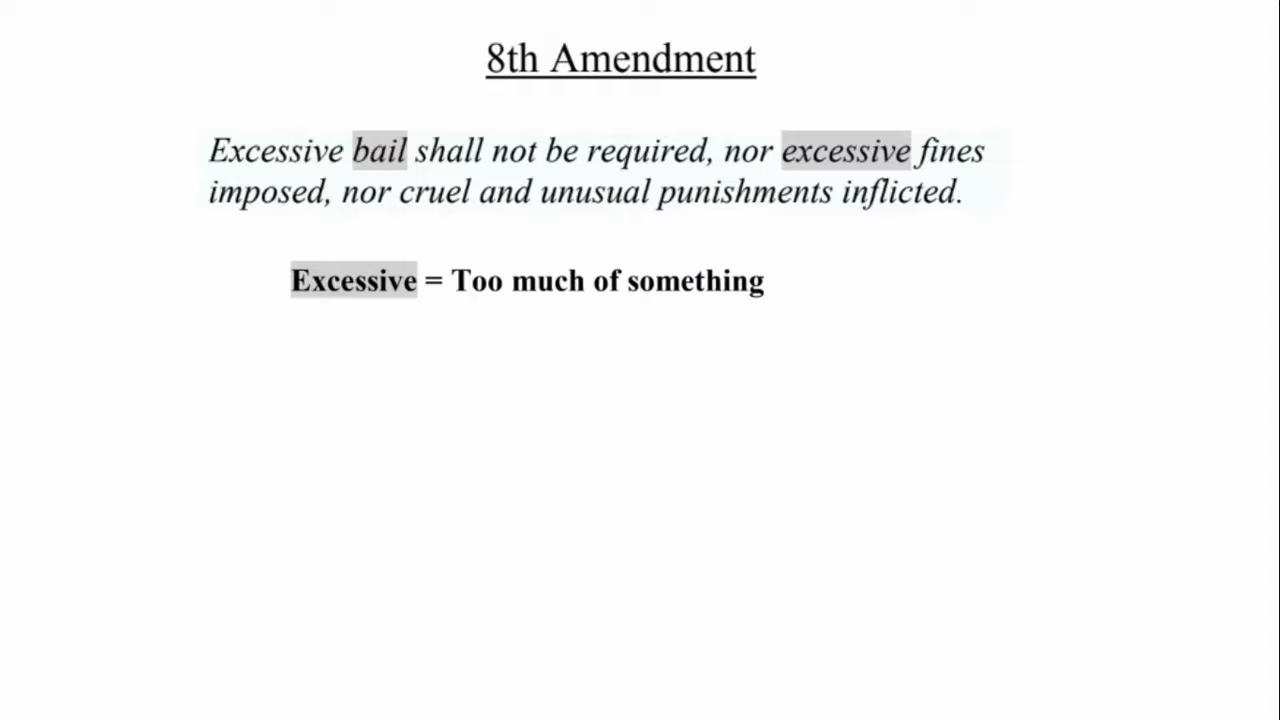 8th Amendment
Excessive bail shall not be required, nor excessive fines
imposed, nor cruel and unusual punishments inflicted.
Excessive = Too much of something